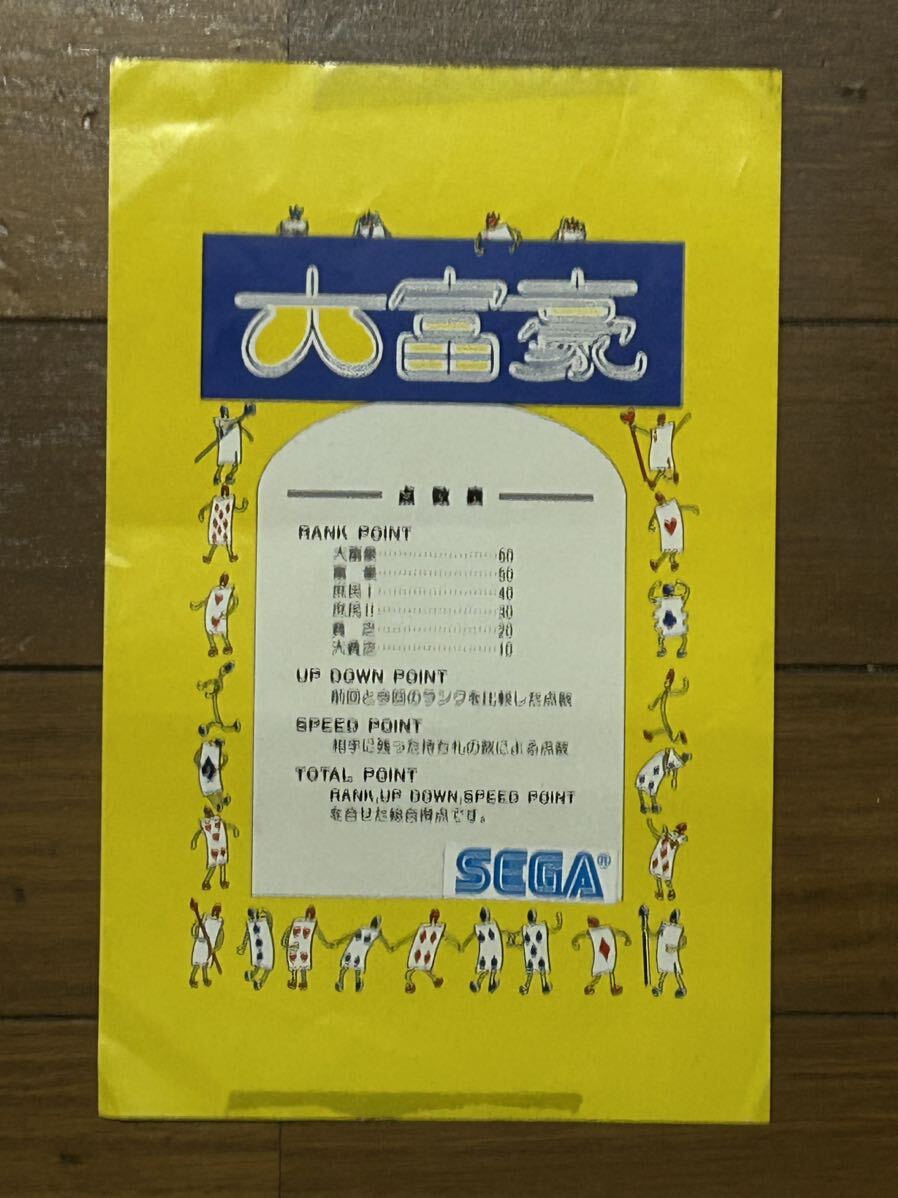 大富豪
点数表
RANK POINT
大富豪 60
富豪 50
庶民I 40
庶民II 30
貧乏 20
大貧乏 10
UP DOWN POINT
前回と今回のランクを比較した点数
SPEED POINT
相手に残った持ち札の数による点数
TOTAL POINT
RANK,UP DOWN,SPEED POINT
を合せた総合得点です。
SEGA®